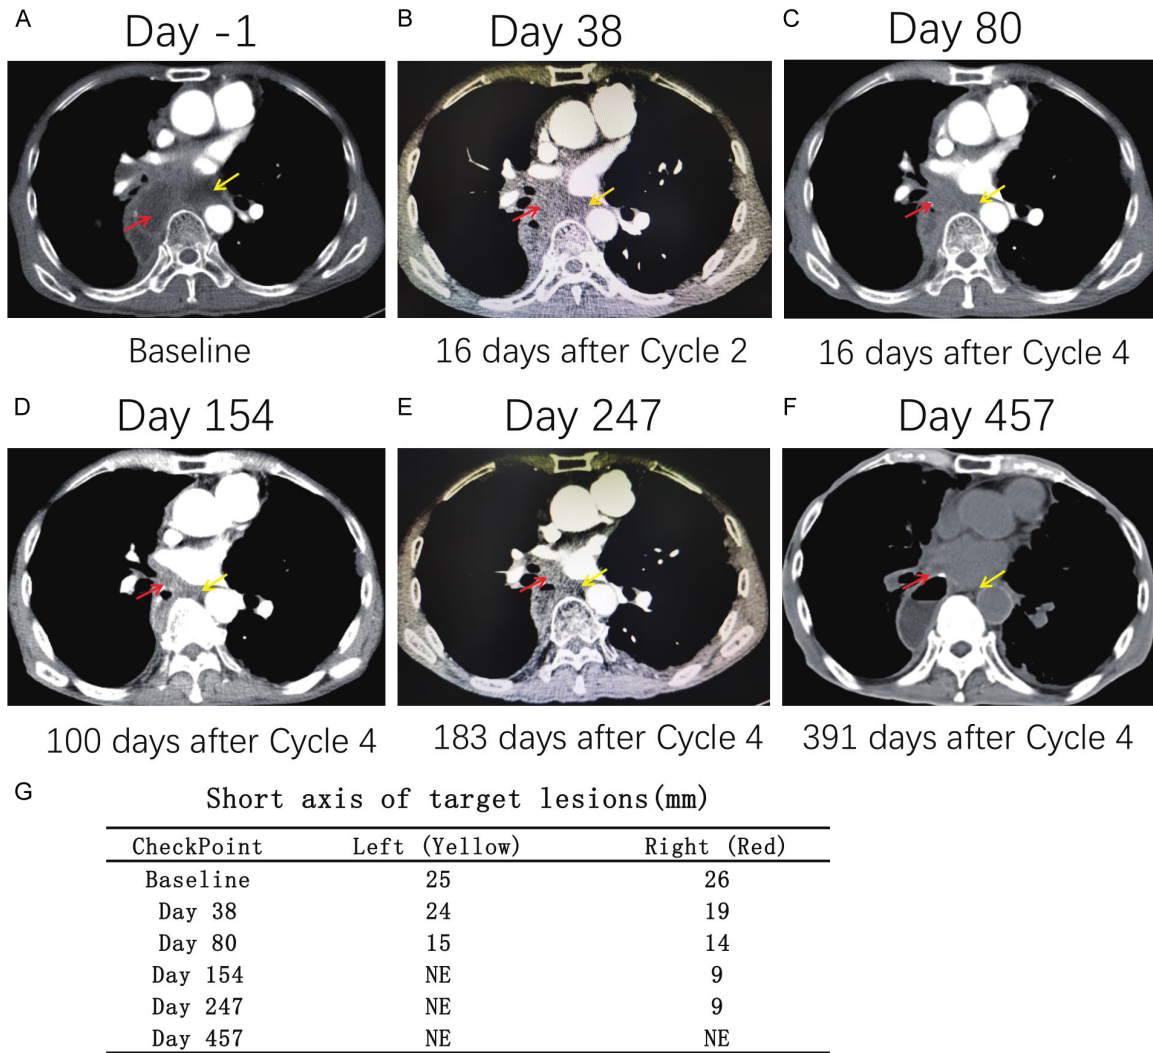 A Day -1
B Day 38
C Day 80
Baseline
16 days after Cycle 2
16 days after Cycle 4
D Day 154
E Day 247
F Day 457
100 days after Cycle 4
183 days after Cycle 4
391 days after Cycle 4
G Short axis of target lesions(mm)
CheckPoint Left (Yellow) Right (Red)
Baseline 25 26
Day 38 24 19
Day 80 15 14
Day 154 NE 9
Day 247 NE 9
Day 457 NE NE